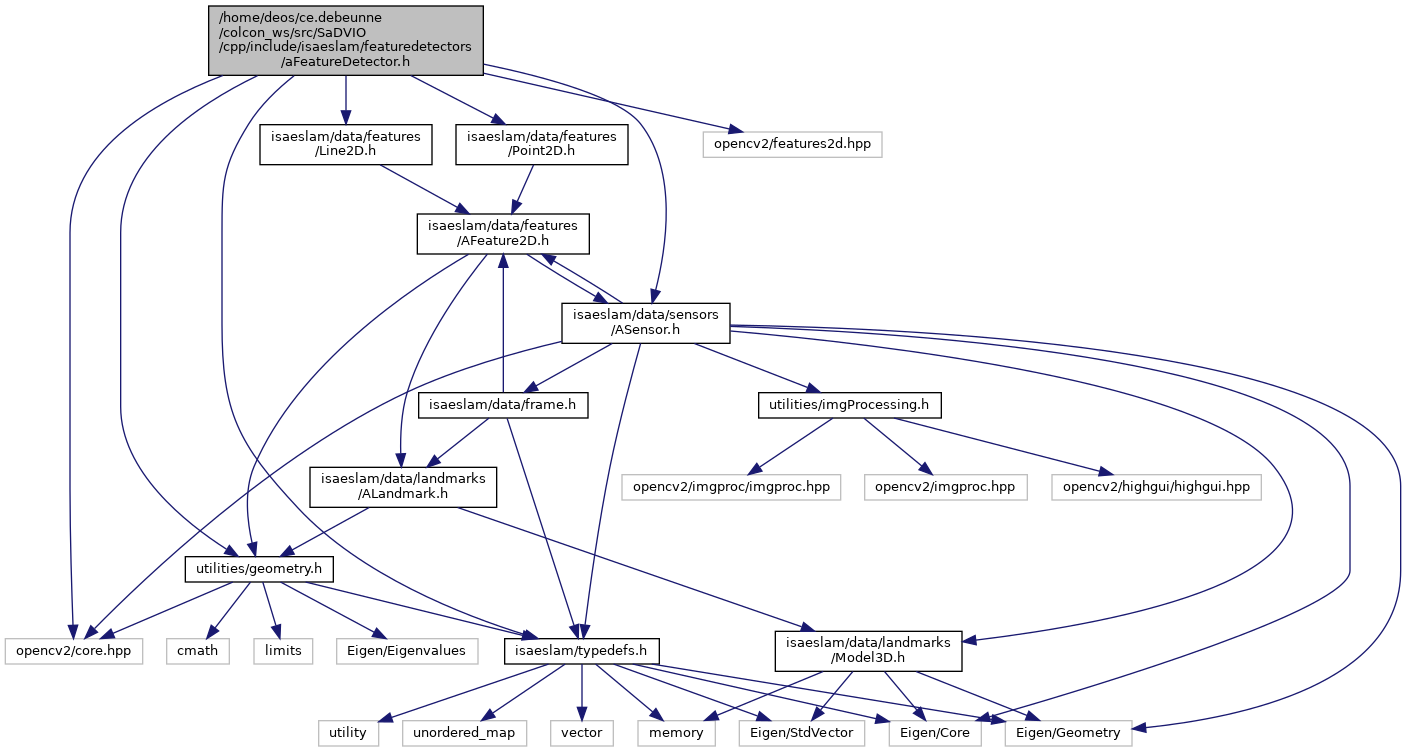 /home/deos/ce.debeunne
/colcon_ws/src/SaDVIO
/cpp/include/isaeslam/featuredetectors
/aFeatureDetector.h
isaeslam/data/features
/Line2D.h
isaeslam/data/features
/Point2D.h
opencv2/features2d.hpp
isaeslam/data/features
/AFeature2D.h
isaeslam/data/sensors
/ASensor.h
isaeslam/data/frame.h
utilities/imgProcessing.h
isaeslam/data/landmarks
/ALandmark.h
opencv2/imgproc/imgproc.hpp
opencv2/imgproc.hpp
opencv2/highgui/highgui.hpp
utilities/geometry.h
opencv2/core.hpp
cmath
limits
Eigen/Eigenvalues
isaeslam/typedefs.h
isaeslam/data/landmarks
/Model3D.h
utility
unordered_map
vector
memory
Eigen/StdVector
Eigen/Core
Eigen/Geometry